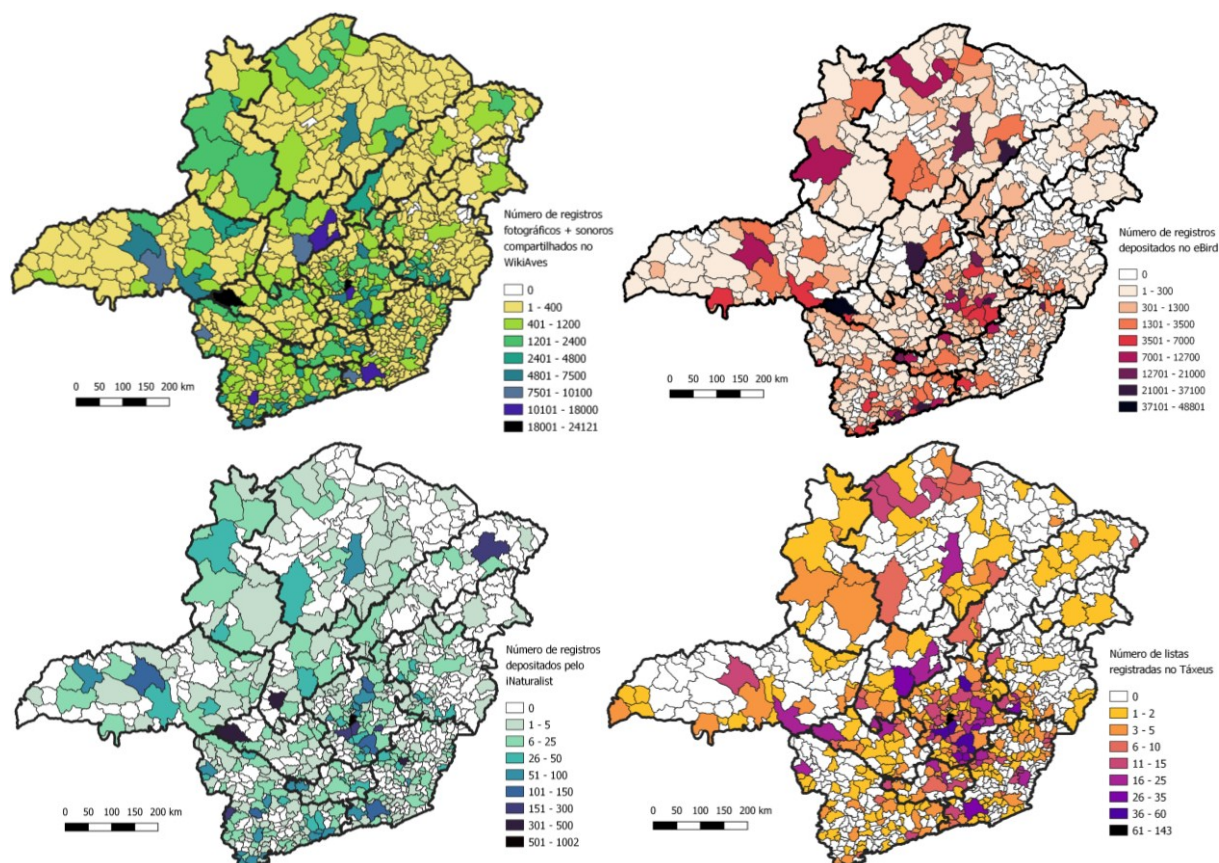 Número de registros
fotográficos + sonoros
compartilhados no
WikiAves
0
1 - 400
401 - 1200
1201 - 2400
2401 - 4800
4801 - 7500
7501 - 10100
10101 - 18000
18001 - 24121
0 50 100 150 200 km
Número de registros
depositados no eBird
0
1 - 300
301 - 1300
1301 - 3500
3501 - 7000
7001 - 12700
12701 - 21000
21001 - 37100
37101 - 48801
0 50 100 150 200 km
Número de registros
depositados pelo
iNaturalist
0
1 - 5
6 - 25
26 - 50
51 - 100
101 - 150
151 - 300
301 - 500
501 - 1002
0 50 100 150 200 km
Número de listas
registradas no Táxeus
0
1 - 2
3 - 5
6 - 10
11 - 15
16 - 25
26 - 35
36 - 60
61 - 143
0 50 100 150 200 km